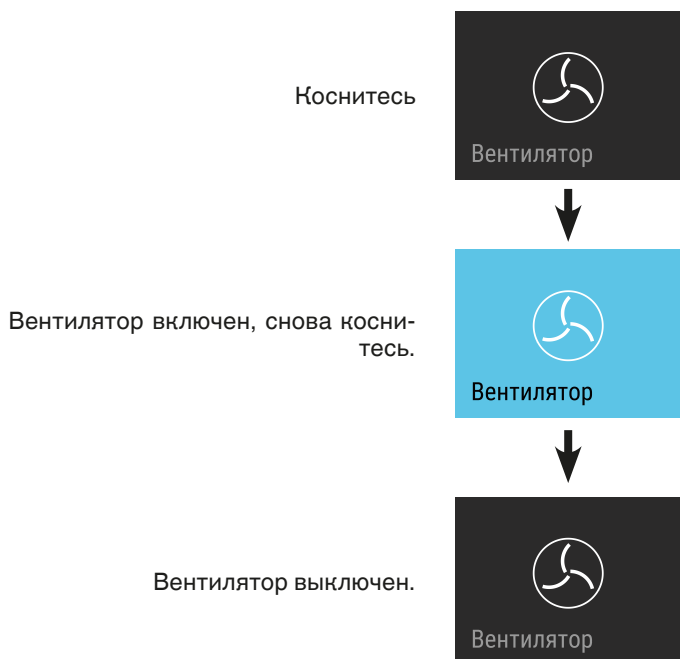 Коснитесь
Вентилятор
Вентилятор включен, снова косни-
тесь.
Вентилятор
Вентилятор выключен.
Вентилятор